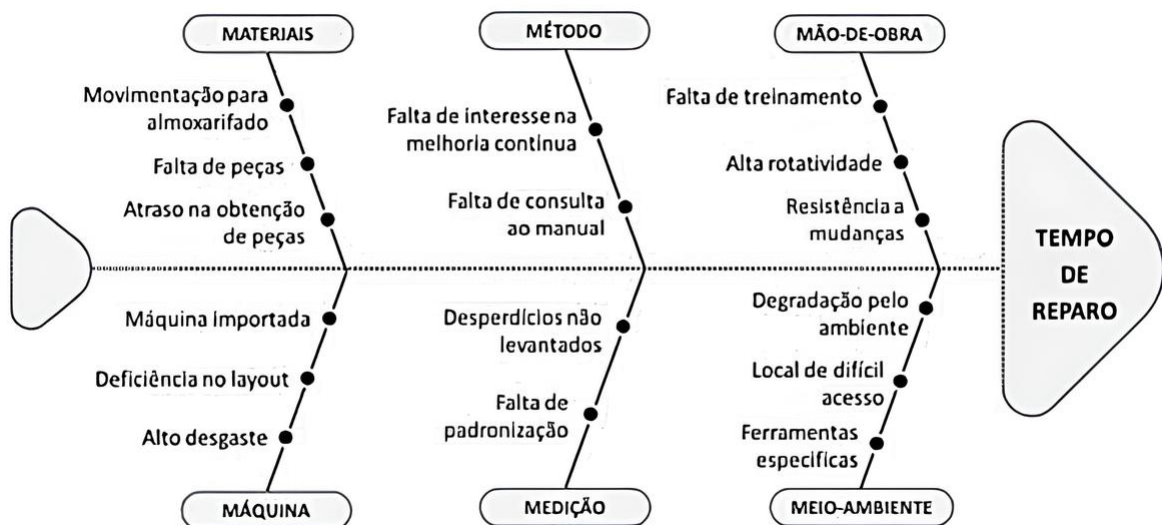 MATERIAIS
MÉTODO
MÃO-DE-OBRA
Movimentação para
almoxarifado
Falta de peças
Atraso na obtenção
de peças
Falta de interesse na
melhoria continua
Falta de consulta
ao manual
Falta de treinamento
Alta rotatividade
Resistência a
mudanças
TEMPO
DE
REPARO
Máquina importada
Deficiência no layout
Alto desgaste
Desperdícios não
levantados
Falta de
padronização
Degradação pelo
ambiente
Local de difícil
acesso
Ferramentas
especificas
MÁQUINA
MEDIÇÃO
MEIO-AMBIENTE